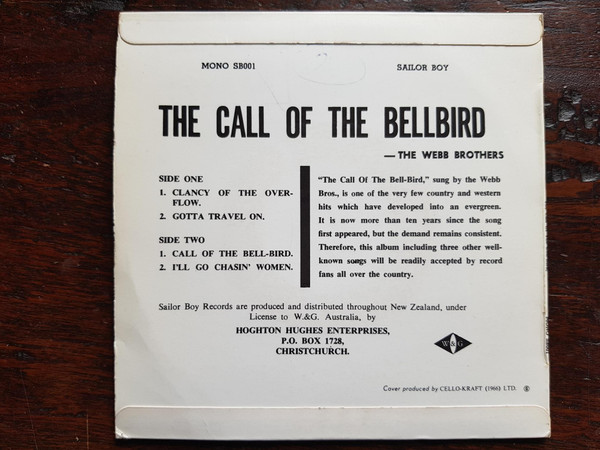 MONO SB001 SAILOR BOY
THE CALL OF THE BELLBIRD
—THE WEBB BROTHERS
SIDE ONE
1. CLANCY OF THE OVER-
FLOW.
2. GOTTA TRAVEL ON.
SIDE TWO
1. CALL OF THE BELL-BIRD.
2. I'LL GO CHASIN' WOMEN.
"The Call Of The Bell-Bird," sung by the Webb
Bros., is one of the very few country and western
hits which have developed into an evergreen.
It is now more than ten years since the song
first appeared, but the demand remains consistent.
Therefore, this album including three other well-
known songs will be readily accepted by record
fans all over the country.
Sailor Boy Records are produced and distributed throughout New Zealand, under
License to W.&G. Australia, by
HOGHTON HUGHES ENTERPRISES,
P.O. BOX 1728,
CHRISTCHURCH.
W&G
Cover produced by CELLO-KRAFT (1966) LTD.